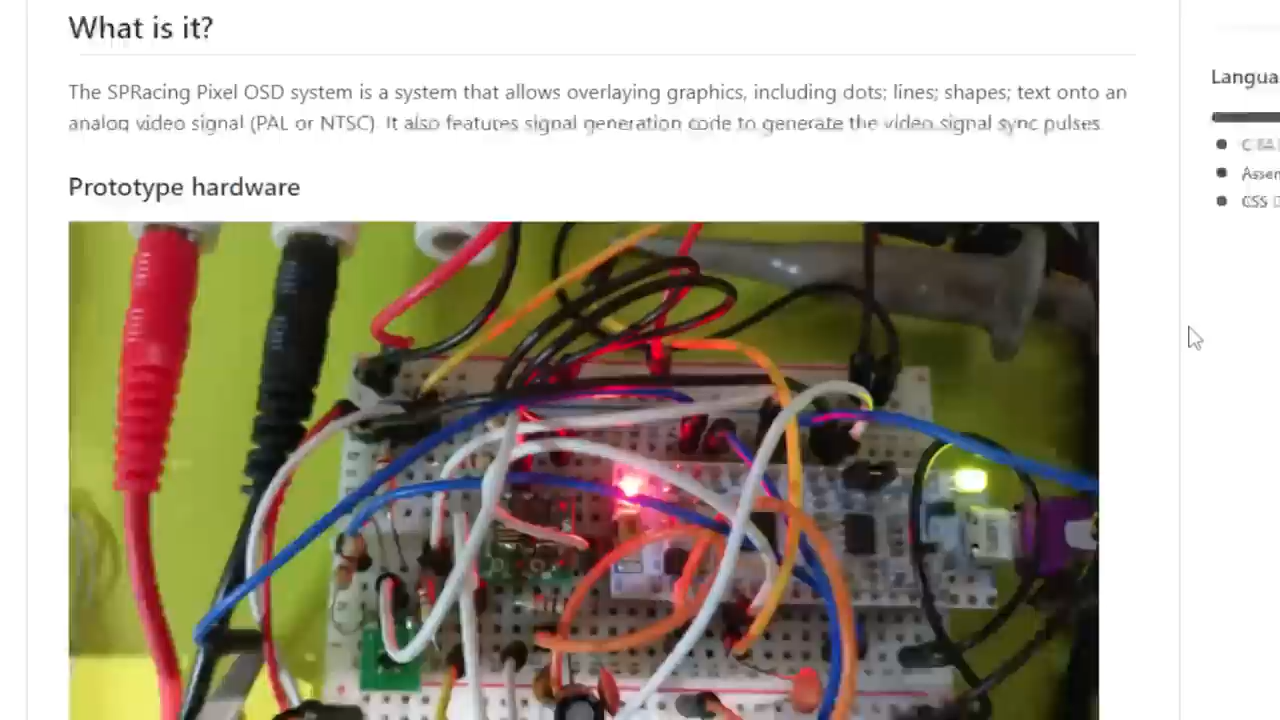 What is it?
The SPRacing Pixel OSD system is a system that allows overlaying graphics, including dots; lines; shapes; text onto an
analog video signal (PAL or NTSC). It also features signal generation code to generate the video signal sync pulses.
Prototype hardware
Langua
C
Assem
CSS